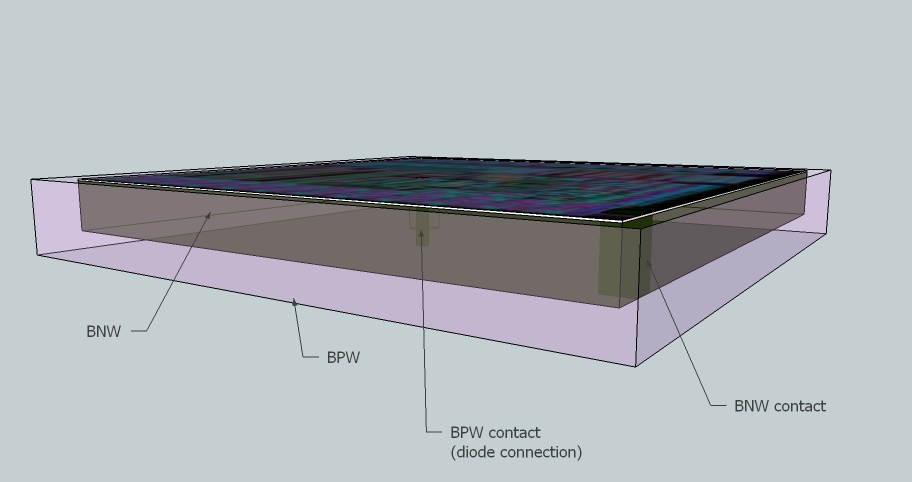 BNW
BPW
BNW contact
BPW contact
(diode connection)